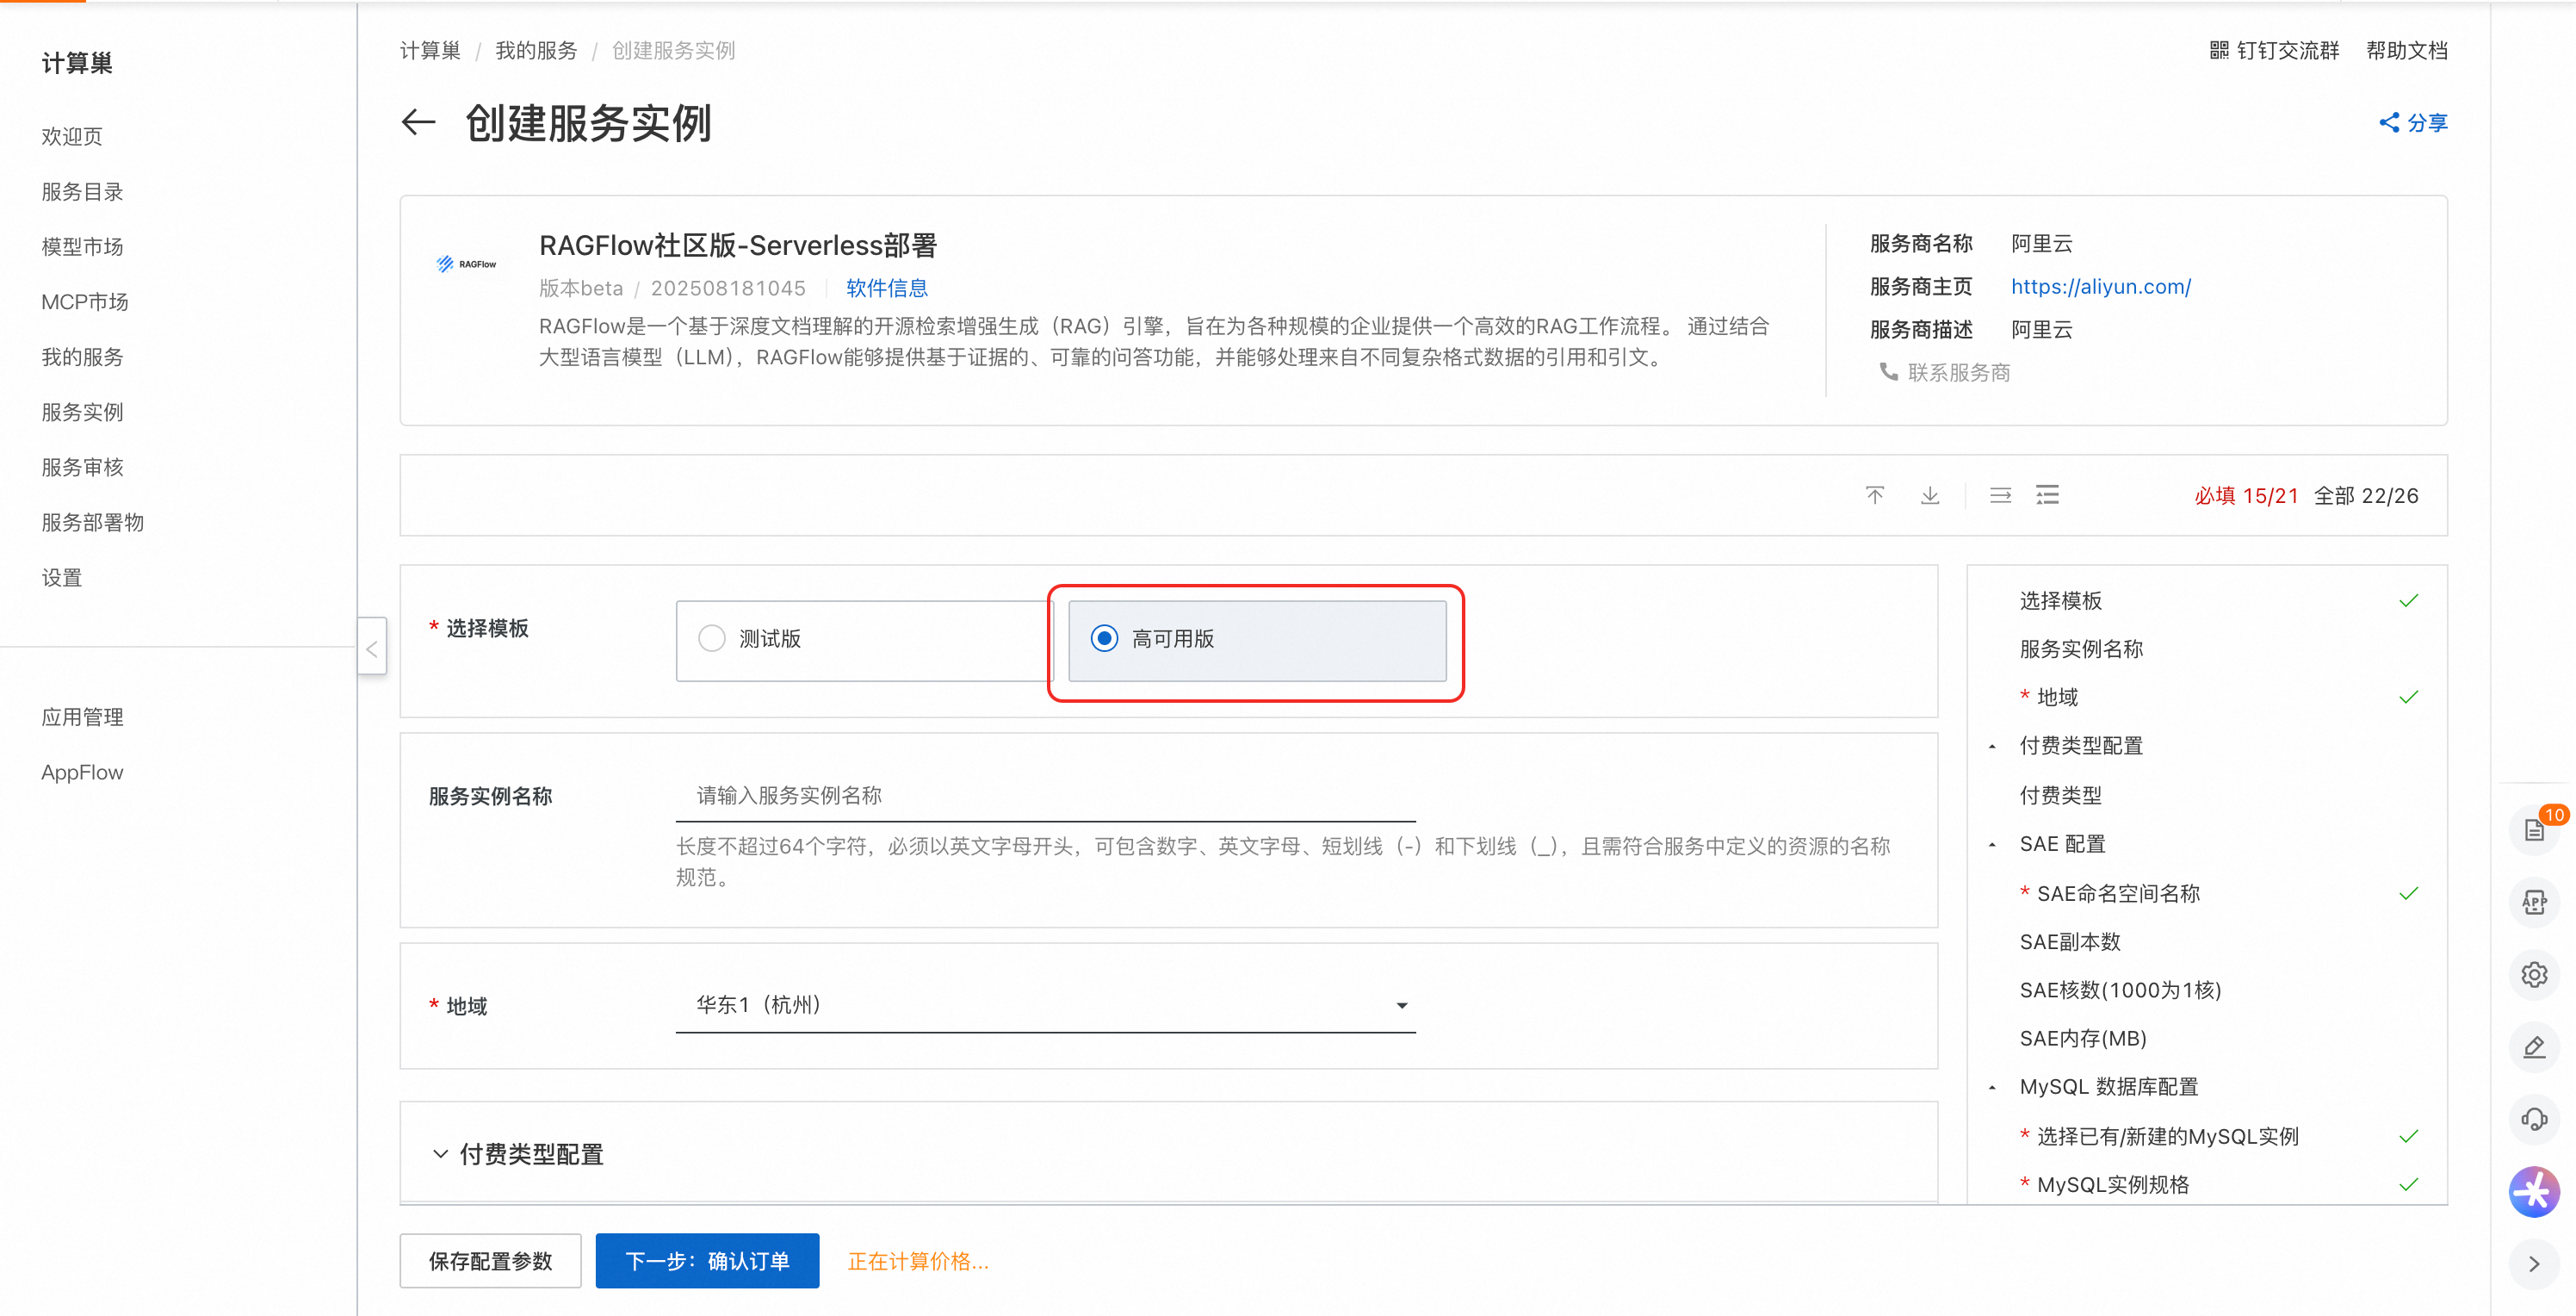 计算巢
欢迎页
服务目录
模型市场
MCP市场
我的服务
服务实例
服务审核
服务部署物
设置
应用管理
AppFlow
计算巢 / 我的服务 / 创建服务实例
钉钉交流群 帮助文档
创建服务实例
分享
RAGFlow
RAGFlow社区版-Serverless部署
版本beta / 202508181045 软件信息
RAGFlow是一个基于深度文档理解的开源检索增强生成（RAG）引擎，旨在为各种规模的企业提供一个高效的RAG工作流程。 通过结合
大型语言模型（LLM），RAGFlow能够提供基于证据的、可靠的问答功能，并能够处理来自不同复杂格式数据的引用和引文。
服务商名称 阿里云
服务商主页 https://aliyun.com/
服务商描述 阿里云
联系服务商
必填 15/21 全部 22/26
* 选择模板
测试版
高可用版
服务实例名称
请输入服务实例名称
长度不超过64个字符，必须以英文字母开头，可包含数字、英文字母、短划线（-）和下划线（_），且需符合服务中定义的资源的名称
规范。
* 地域
华东1（杭州）
付费类型配置
选择模板
服务实例名称
* 地域
付费类型配置
付费类型
SAE 配置
* SAE命名空间名称
SAE副本数
SAE核数(1000为1核)
SAE内存(MB)
MySQL 数据库配置
* 选择已有/新建的MySQL实例
* MySQL实例规格
保存配置参数
下一步：确认订单
正在计算价格...
10
APP